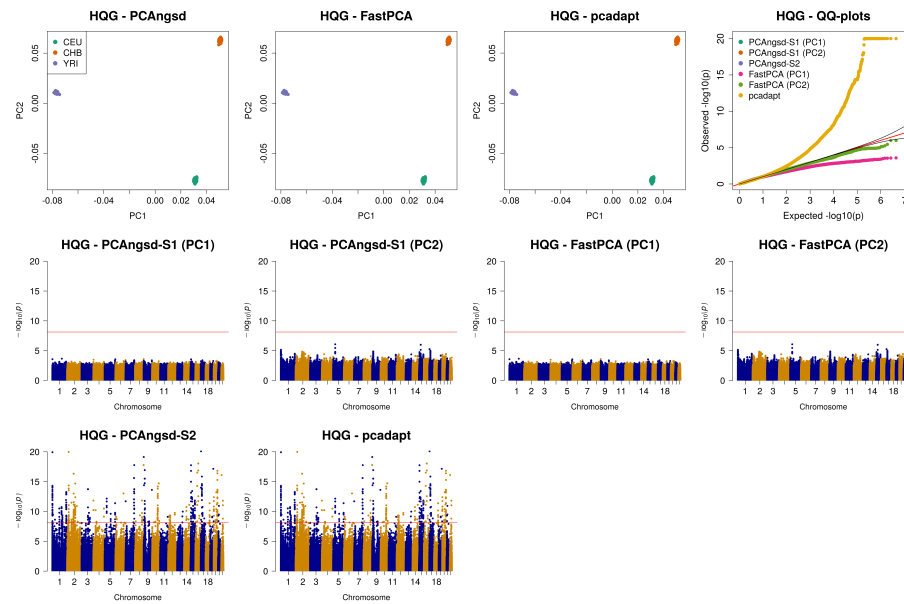 HQG - PCAngsd
HQG - FastPCA
HQG - pcadapt
HQG - QQ-plots
PC2
0.05
0.00
-0.05
CEU
CHB
YRI
-0.08
-0.04
0.00
0.02
0.04
PC1
PC2
0.05
0.00
-0.05
-0.08
-0.04
0.00
0.02
0.04
PC1
PC2
0.05
0.00
-0.05
-0.08
-0.04
0.00
0.02
0.04
PC1
Observed -log10(p)
20
15
10
5
0
PCAngsd-S1 (PC1)
PCAngsd-S1 (PC2)
PCAngsd-S2
FastPCA (PC1)
FastPCA (PC2)
pcadapt
0 1 2 3 4 5 6 7
Expected -log10(p)
HQG - PCAngsd-S1 (PC1)
HQG - PCAngsd-S1 (PC2)
HQG - FastPCA (PC1)
HQG - FastPCA (PC2)
− log10(p)
20
15
10
5
0
1 2 3 5 7 9 11 14 18
Chromosome
− log10(p)
20
15
10
5
0
1 2 3 5 7 9 11 14 18
Chromosome
− log10(p)
20
15
10
5
0
1 2 3 5 7 9 11 14 18
Chromosome
− log10(p)
20
15
10
5
0
1 2 3 5 7 9 11 14 18
Chromosome
HQG - PCAngsd-S2
HQG - pcadapt
− log10(p)
20
15
10
5
0
1 2 3 5 7 9 11 14 18
Chromosome
− log10(p)
20
15
10
5
0
1 2 3 5 7 9 11 14 18
Chromosome